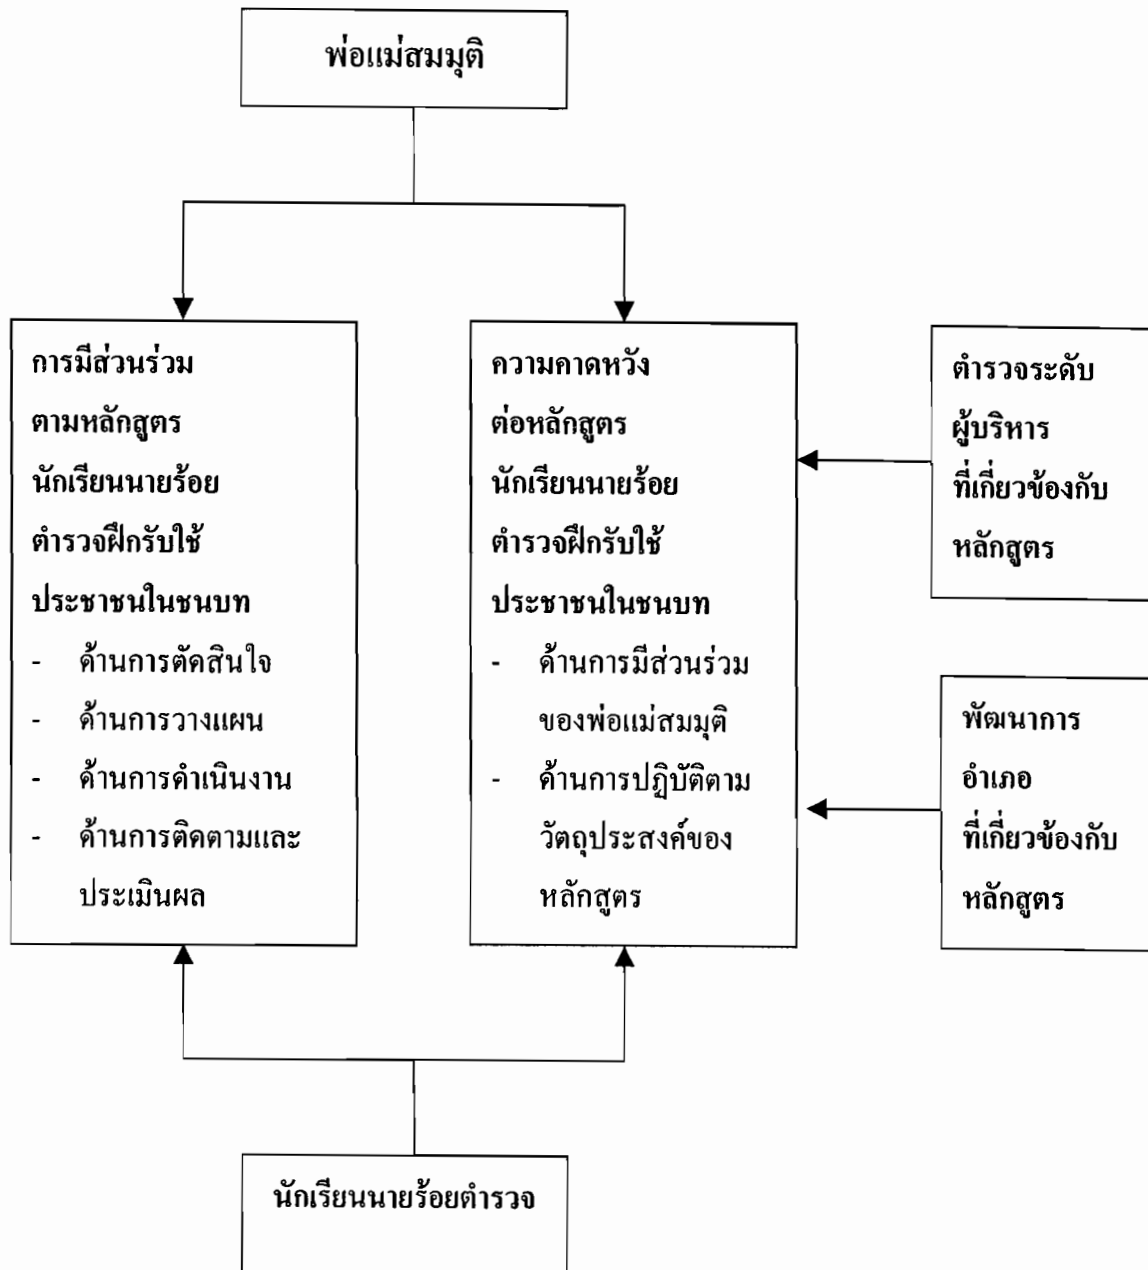 พ่อแม่สมมุติ
การมีส่วนร่วม
ตามหลักสูตร
นักเรียนนายร้อย
ตำรวจฝึกรับใช้
ประชาชนในชนบท
- ด้านการตัดสินใจ
- ด้านการวางแผน
- ด้านการดำเนินงาน
- ด้านการติดตามและ
ประเมินผล
ความคาดหวัง
ต่อหลักสูตร
นักเรียนนายร้อย
ตำรวจฝึกรับใช้
ประชาชนในชนบท
- ด้านการมีส่วนร่วม
ของพ่อแม่สมมุติ
- ด้านการปฏิบัติตาม
วัตถุประสงค์ของ
หลักสูตร
ตำรวจระดับ
ผู้บริหาร
ที่เกี่ยวข้องกับ
หลักสูตร
พัฒนาการ
อำเภอ
ที่เกี่ยวข้องกับ
หลักสูตร
นักเรียนนายร้อยตำรวจ